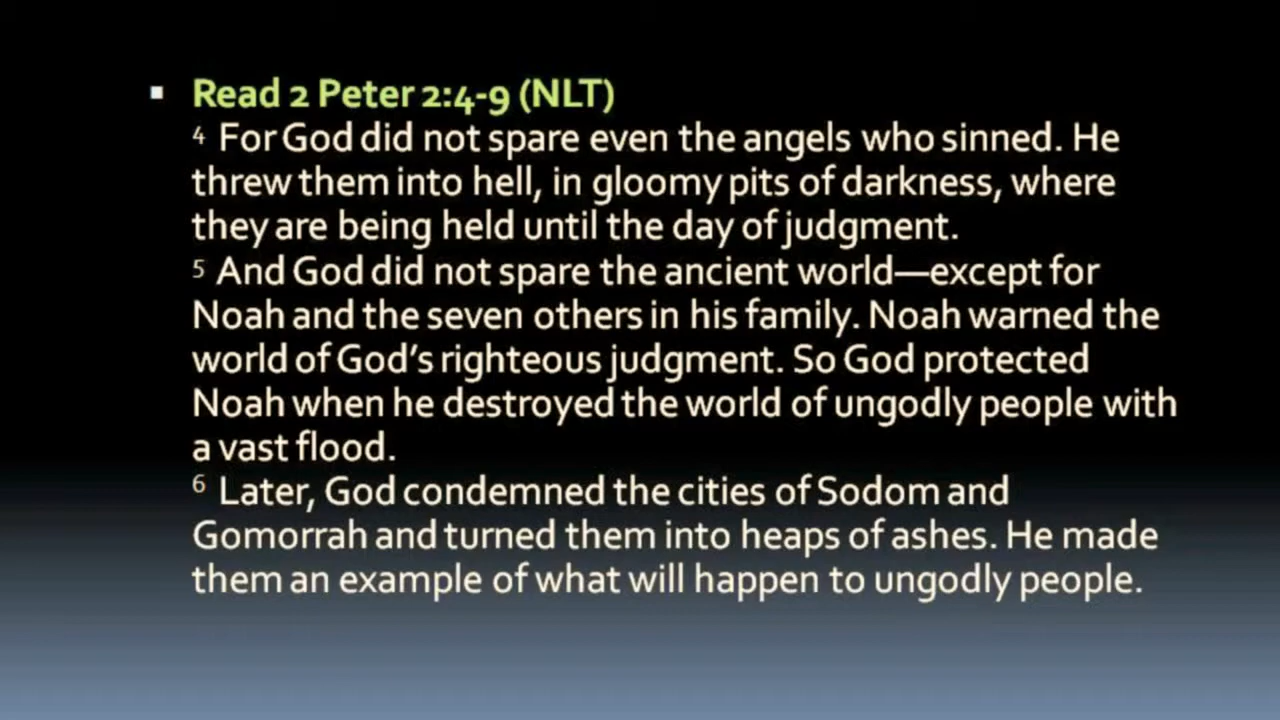 ▪ Read 2 Peter 2:4-9 (NLT)
⁴ For God did not spare even the angels who sinned. He
threw them into hell, in gloomy pits of darkness, where
they are being held until the day of judgment.
⁵ And God did not spare the ancient world—except for
Noah and the seven others in his family. Noah warned the
world of God's righteous judgment. So God protected
Noah when he destroyed the world of ungodly people with
a vast flood.
⁶ Later, God condemned the cities of Sodom and
Gomorrah and turned them into heaps of ashes. He made
them an example of what will happen to ungodly people.